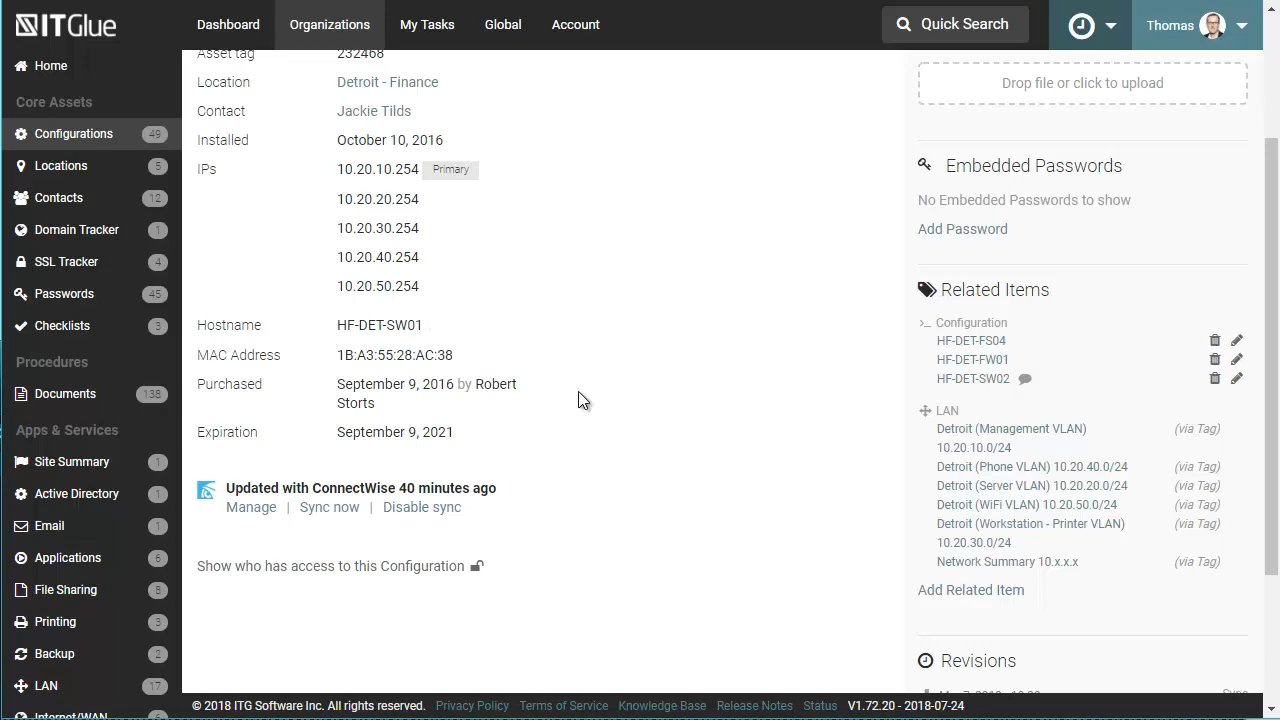 ITGlue
Dashboard
Organizations
My Tasks
Global
Account
Quick Search
Thomas
Home
Core Assets
Configurations 49
Locations 5
Contacts 12
Domain Tracker 1
SSL Tracker 4
Passwords 45
Checklists 3
Procedures
Documents 138
Apps & Services
Site Summary 1
Active Directory 1
Email 1
Applications 6
File Sharing 8
Printing 3
Backup 2
LAN 17
Internet/WAN 6
Asset tag 232468
Location Detroit - Finance
Contact Jackie Tilds
Installed October 10, 2016
IPs 10.20.10.254 Primary
10.20.20.254
10.20.30.254
10.20.40.254
10.20.50.254
Hostname HF-DET-SW01
MAC Address 1B:A3:55:28:AC:38
Purchased September 9, 2016 by Robert
Storts
Expiration September 9, 2021
Updated with ConnectWise 40 minutes ago
Manage | Sync now | Disable sync
Show who has access to this Configuration
Drop file or click to upload
Embedded Passwords
No Embedded Passwords to show
Add Password
Related Items
Configuration
HF-DET-FS04
HF-DET-FW01
HF-DET-SW02
LAN
Detroit (Management VLAN) (via Tag)
10.20.10.0/24
Detroit (Phone VLAN) 10.20.40.0/24 (via Tag)
Detroit (Server VLAN) 10.20.20.0/24 (via Tag)
Detroit (WiFi VLAN) 10.20.50.0/24 (via Tag)
Detroit (Workstation - Printer VLAN) (via Tag)
10.20.30.0/24
Network Summary 10.x.x.x (via Tag)
Add Related Item
Revisions
© 2018 ITG Software Inc. All rights reserved. Privacy Policy Terms of Service Knowledge Base Release Notes Status V1.72.20 - 2018-07-24